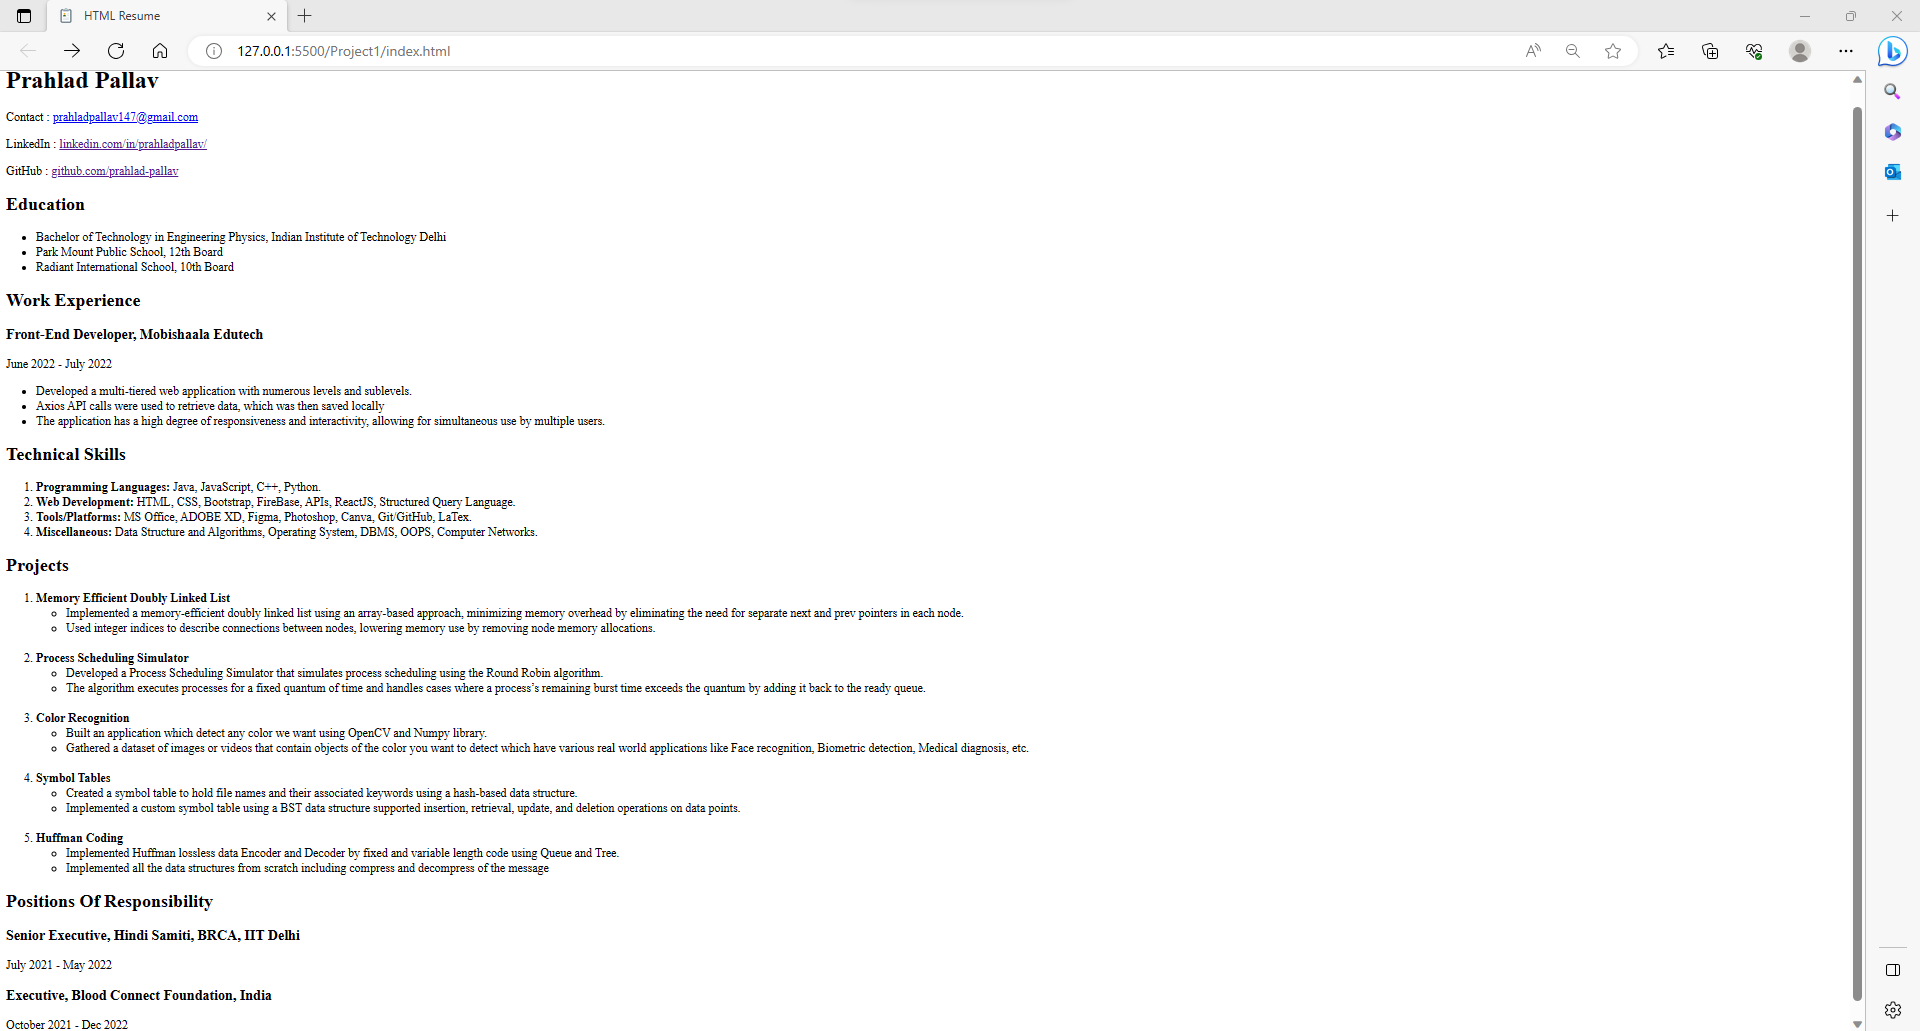 HTML Resume
127.0.0.1:5500/Project1/index.html
Prahlad Pallav
Contact : prahladpallav147@gmail.com
LinkedIn : linkedin.com/in/prahladpallav/
GitHub : github.com/prahlad-pallav
Education
• Bachelor of Technology in Engineering Physics, Indian Institute of Technology Delhi
• Park Mount Public School, 12th Board
• Radiant International School, 10th Board
Work Experience
Front-End Developer, Mobishaala Edutech
June 2022 - July 2022
• Developed a multi-tiered web application with numerous levels and sublevels.
• Axios API calls were used to retrieve data, which was then saved locally
• The application has a high degree of responsiveness and interactivity, allowing for simultaneous use by multiple users.
Technical Skills
1. Programming Languages: Java, JavaScript, C++, Python.
2. Web Development: HTML, CSS, Bootstrap, FireBase, APIs, ReactJS, Structured Query Language.
3. Tools/Platforms: MS Office, ADOBE XD, Figma, Photoshop, Canva, Git/GitHub, LaTex.
4. Miscellaneous: Data Structure and Algorithms, Operating System, DBMS, OOPS, Computer Networks.
Projects
1. Memory Efficient Doubly Linked List
◦ Implemented a memory-efficient doubly linked list using an array-based approach, minimizing memory overhead by eliminating the need for separate next and prev pointers in each node.
◦ Used integer indices to describe connections between nodes, lowering memory use by removing node memory allocations.
2. Process Scheduling Simulator
◦ Developed a Process Scheduling Simulator that simulates process scheduling using the Round Robin algorithm.
◦ The algorithm executes processes for a fixed quantum of time and handles cases where a process’s remaining burst time exceeds the quantum by adding it back to the ready queue.
3. Color Recognition
◦ Built an application which detect any color we want using OpenCV and Numpy library.
◦ Gathered a dataset of images or videos that contain objects of the color you want to detect which have various real world applications like Face recognition, Biometric detection, Medical diagnosis, etc.
4. Symbol Tables
◦ Created a symbol table to hold file names and their associated keywords using a hash-based data structure.
◦ Implemented a custom symbol table using a BST data structure supported insertion, retrieval, update, and deletion operations on data points.
5. Huffman Coding
◦ Implemented Huffman lossless data Encoder and Decoder by fixed and variable length code using Queue and Tree.
◦ Implemented all the data structures from scratch including compress and decompress of the message
Positions Of Responsibility
Senior Executive, Hindi Samiti, BRCA, IIT Delhi
July 2021 - May 2022
Executive, Blood Connect Foundation, India
October 2021 - Dec 2022